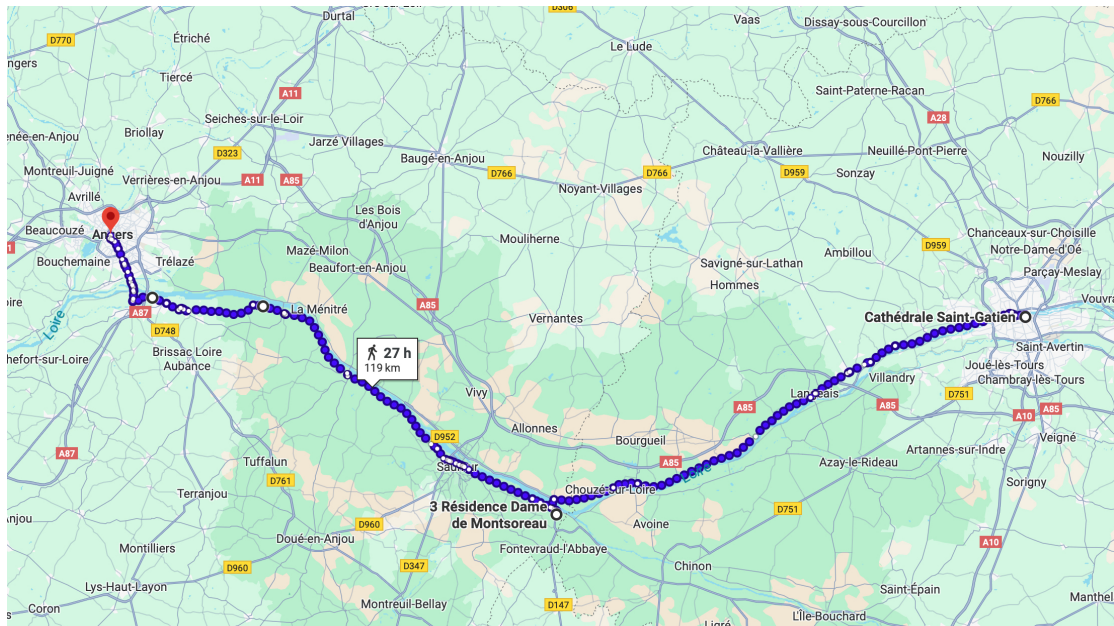 D306
Durtal
Vaas
Dissay-sous-Courcillon
D770
Étriché
Le Lude
ngers
Tiercé
A11
Saint-Paterne-Racan
D766
Seiches-sur-le-Loir
A28
enée-en-Anjou
Briollay
Jarzé Villages
D323
Baugé-en-Anjou
Château-la-Vallière
Neuillé-Pont-Pierre
Nouzilly
Montreuil-Juigné
Verrières-en-Anjou
A11
A85
D766
D766
D959
Sonzay
Avrillé
Noyant-Villages
Les Bois
d'Anjou
Beaucouzé
Angers
Mouliherne
Chanceaux-sur-Choisille
D959
Notre-Dame-d'Oé
Mazé-Milon
Ambillou
Bouchemaine
Trélazé
Beaufort-en-Anjou
Savigné-sur-Lathan
Parçay-Meslay
Hommes
A85
La Ménitré
Vernantes
Cathédrale Saint-Gatien
Vouvra
A87
Loire
D748
Saint-Avertin
hefort-sur-Loire
Brissac Loire
Aubance
27 h
119 km
Joué-lès-Tours
Chambray-lès-Tours
Villandry
Langeais
Vivy
A85
A85
D751
A10
A85
Allonnes
D952
Bourgueil
Veigné
A87
Artannes-sur-Indre
Tuffalun
Saumur
A85
Azay-le-Rideau
Loire
D761
Sorigny
Terranjou
Chouzé-sur-Loire
3 Résidence Dame
de Montsoreau
D751
njou
D960
Avoine
Doué-en-Anjou
A10
Montilliers
Fontevraud-l'Abbaye
D960
D347
Chinon
Lys-Haut-Layon
Saint-Épain
Manthel
Coron
Montreuil-Bellay
D147
L'Île-Bouchard
Ligré